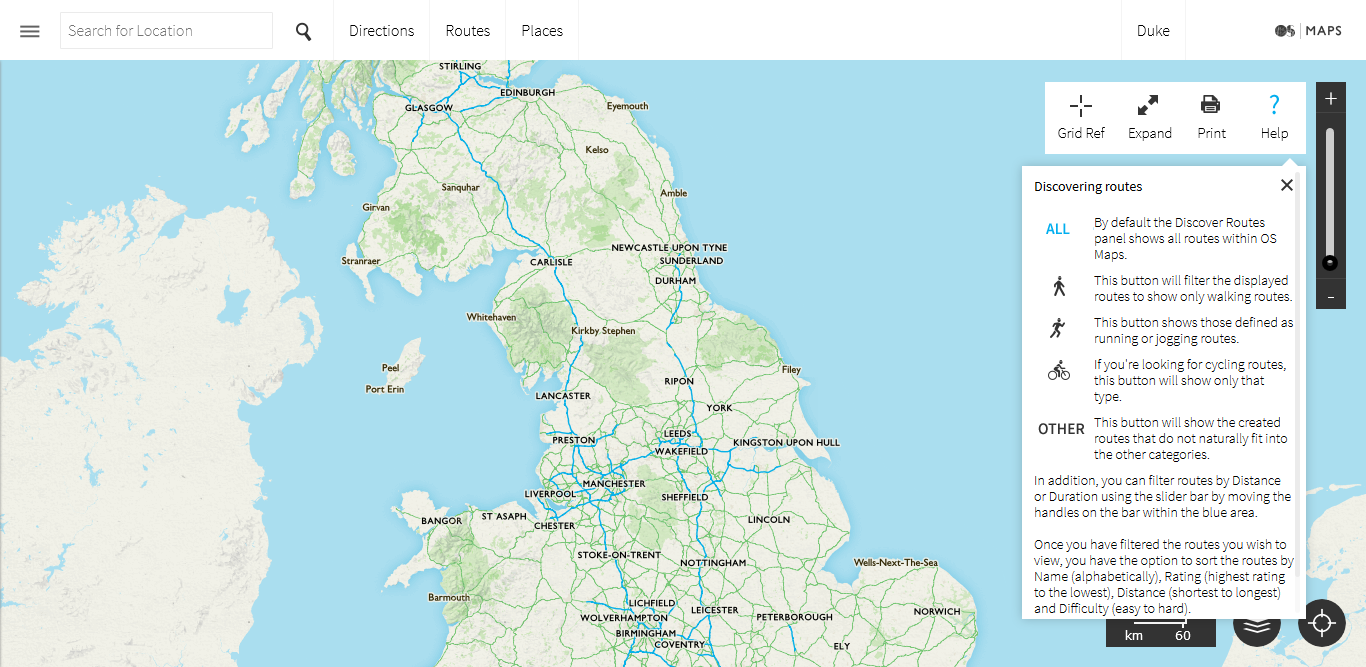 Search for Location
Directions
Routes
Places
Duke
OS MAPS
STIRLING
EDINBURGH
GLASGOW
Eyemouth
Kelso
Sanquhar
Amble
Girvan
NEWCASTLE UPON TYNE
SUNDERLAND
Stranraer
CARLISLE
DURHAM
Whitehaven
Kirkby Stephen
Peel
Filey
Port Erin
RIPON
LANCASTER
YORK
PRESTON
LEEDS
KINGSTON UPON HULL
WAKEFIELD
MANCHESTER
LIVERPOOL
SHEFFIELD
BANGOR
ST ASAPH
CHESTER
LINCOLN
STOKE-ON-TRENT
NOTTINGHAM
Wells-Next-The-Sea
Barmouth
LICHFIELD
LEICESTER
NORWICH
WOLVERHAMPTON
PETERBOROUGH
BIRMINGHAM
COVENTRY
ELY
Grid Ref
Expand
Print
?
Help
+
-
Discovering routes
ALL
By default the Discover Routes
panel shows all routes within OS
Maps.
This button will filter the displayed
routes to show only walking routes.
This button shows those defined as
running or jogging routes.
If you're looking for cycling routes,
this button will show only that
type.
OTHER
This button will show the created
routes that do not naturally fit into
the other categories.
In addition, you can filter routes by Distance
or Duration using the slider bar by moving the
handles on the bar within the blue area.
Once you have filtered the routes you wish to
view, you have the option to sort the routes by
Name (alphabetically), Rating (highest rating
to the lowest), Distance (shortest to longest)
and Difficulty (easy to hard).
km 60